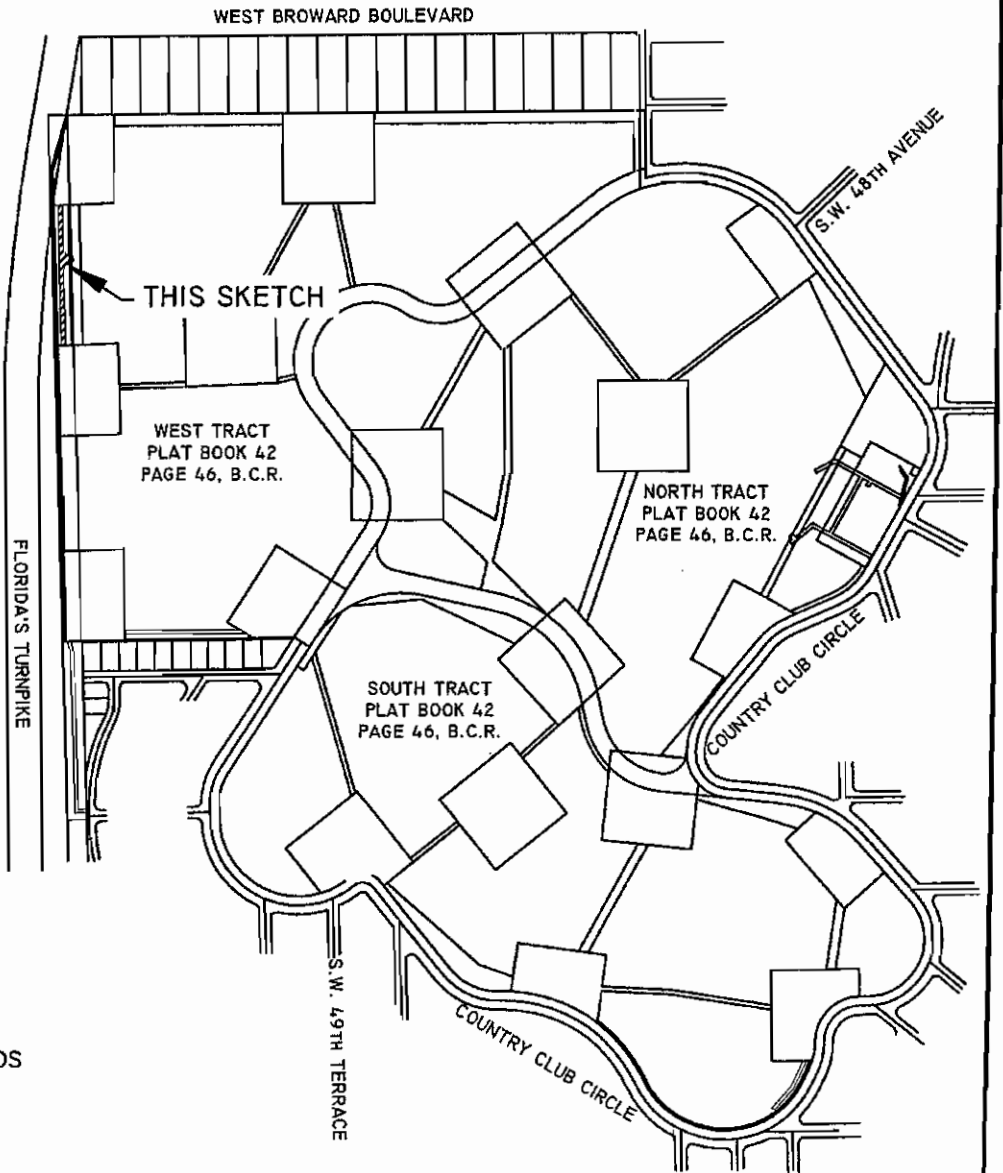 WEST BROWARD BOULEVARD
S.W. 48TH AVENUE
THIS SKETCH
WEST TRACT
PLAT BOOK 42
PAGE 46, B.C.R.
NORTH TRACT
PLAT BOOK 42
PAGE 46, B.C.R.
FLORIDA'S TURNPIKE
COUNTRY CLUB CIRCLE
SOUTH TRACT
PLAT BOOK 42
PAGE 46, B.C.R.
S.W. 49TH TERRACE
COUNTRY CLUB CIRCLE